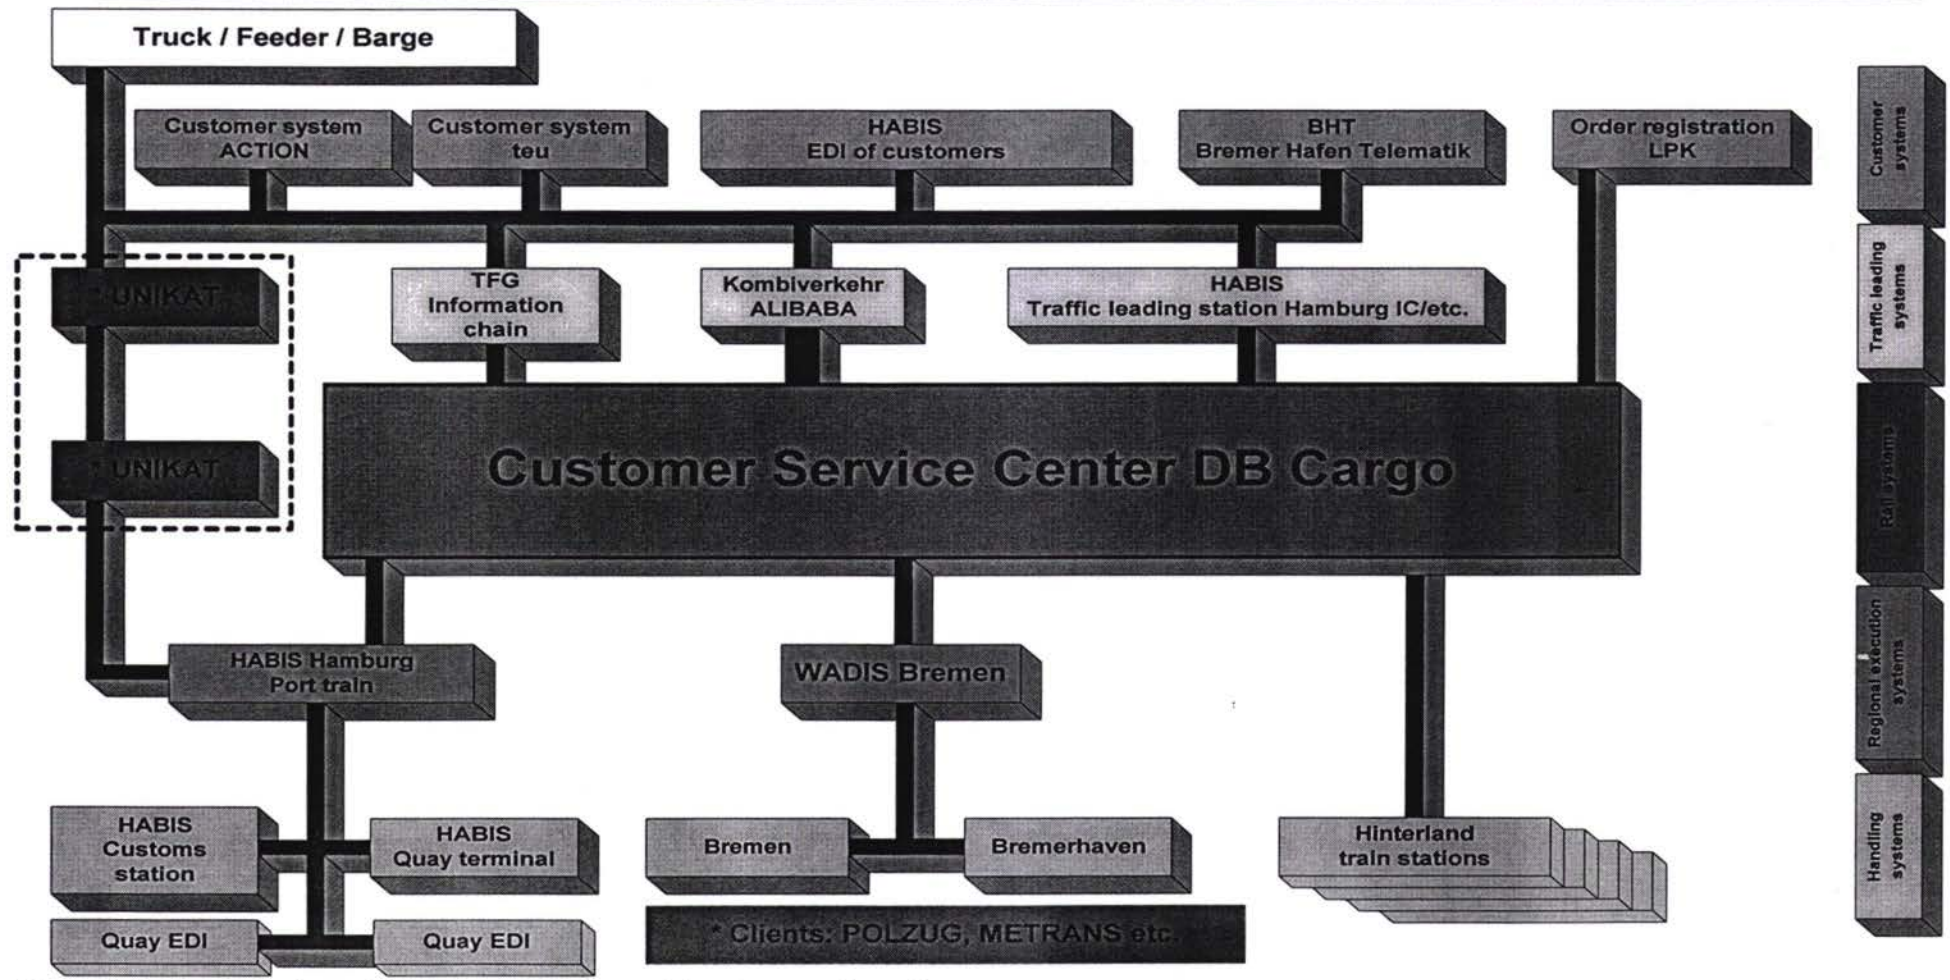 Truck / Feeder / Barge
Customer system
ACTION
Customer system
teu
HABIS
EDI of customers
BHT
Bremer Hafen Telematik
Order registration
LPK
Customer
systems
* UNIKAT
TFG
Information
chain
Kombiverkehr
ALIBABA
HABIS
Traffic leading station Hamburg IC/etc.
Traffic leading
systems
* UNIKAT
Customer Service Center DB Cargo
Rail systems
HABIS Hamburg
Port train
WADIS Bremen
Regional execution
systems
HABIS
Customs
station
HABIS
Quay terminal
Bremen
Bremerhaven
Hinterland
train stations
Handling
systems
Quay EDI
Quay EDI
* Clients: POLZUG, METRANS etc.